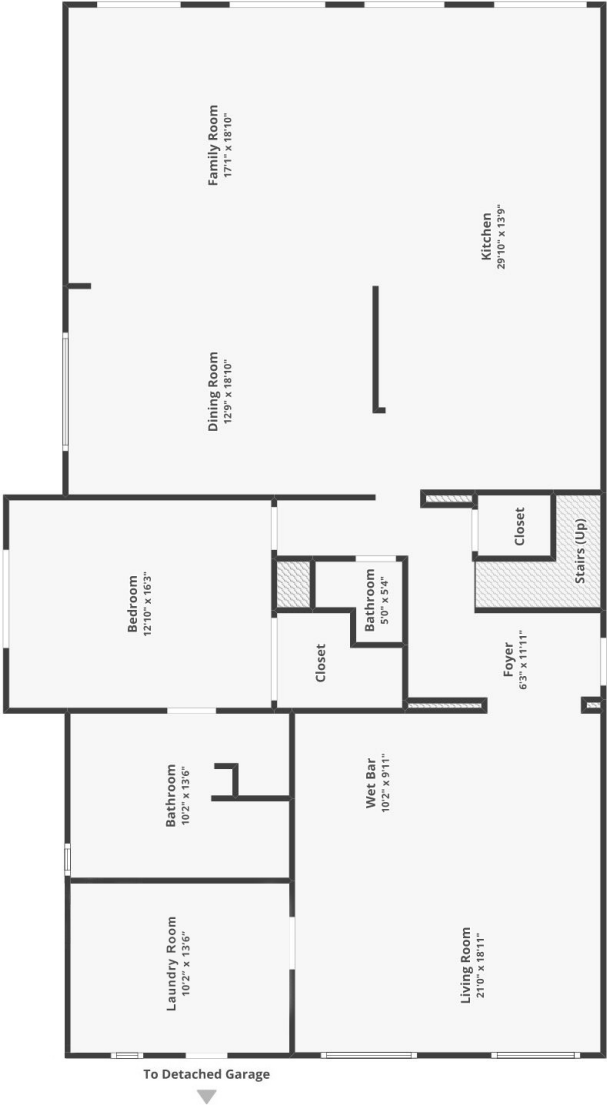 Family Room
17'1" x 18'10"
Kitchen
29'10" x 13'9"
Dining Room
12'9" x 18'10"
Closet
Stairs (Up)
Bedroom
12'10" x 16'3"
Bathroom
5'0" x 5'4"
Closet
Foyer
6'3" x 11'11"
Bathroom
10'2" x 13'6"
Wet Bar
10'2" x 9'11"
Laundry Room
10'2" x 13'6"
Living Room
21'0" x 18'11"
To Detached Garage